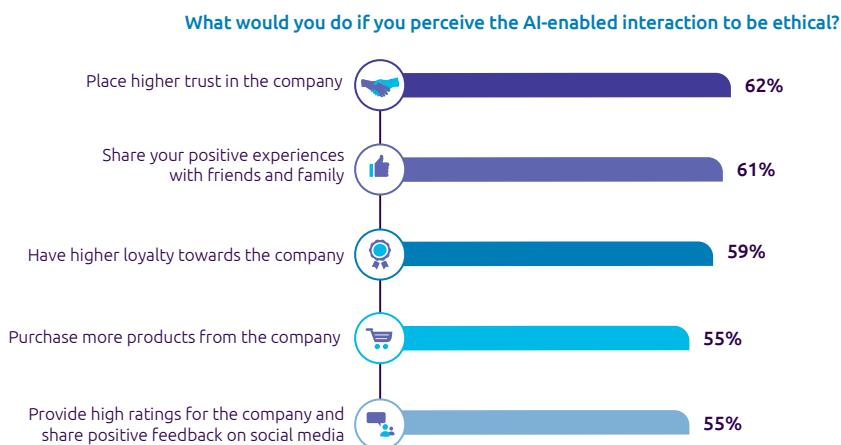 What would you do if you perceive the AI-enabled interaction to be ethical?
Place higher trust in the company
62%
Share your positive experiences
with friends and family
61%
Have higher loyalty towards the company
59%
Purchase more products from the company
55%
Provide high ratings for the company and
share positive feedback on social media
55%